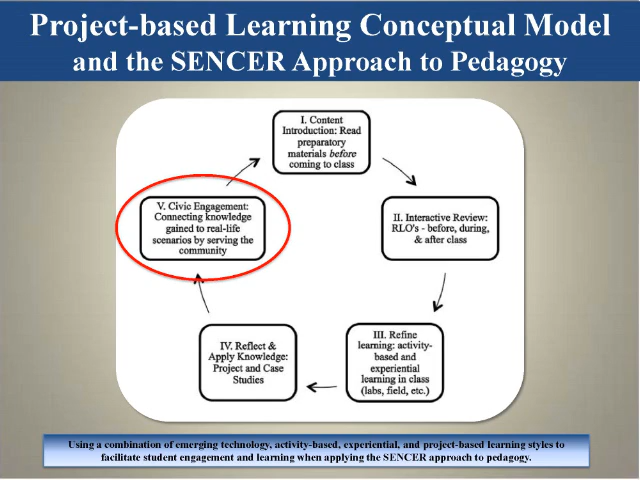 Project-based Learning Conceptual Model
and the SENCER Approach to Pedagogy
I. Content
Introduction: Read
preparatory
materials before
coming to class
II. Interactive Review:
RLO's - before, during,
& after class
III. Refine
learning: activity-
based and
experiential
learning in class
(labs, field, etc.)
IV. Reflect &
Apply Knowledge:
Project and Case
Studies
V. Civic Engagement:
Connecting knowledge
gained to real-life
scenarios by serving the
community
Using a combination of emerging technology, activity-based, experiential, and project-based learning styles to
facilitate student engagement and learning when applying the SENCER approach to pedagogy.